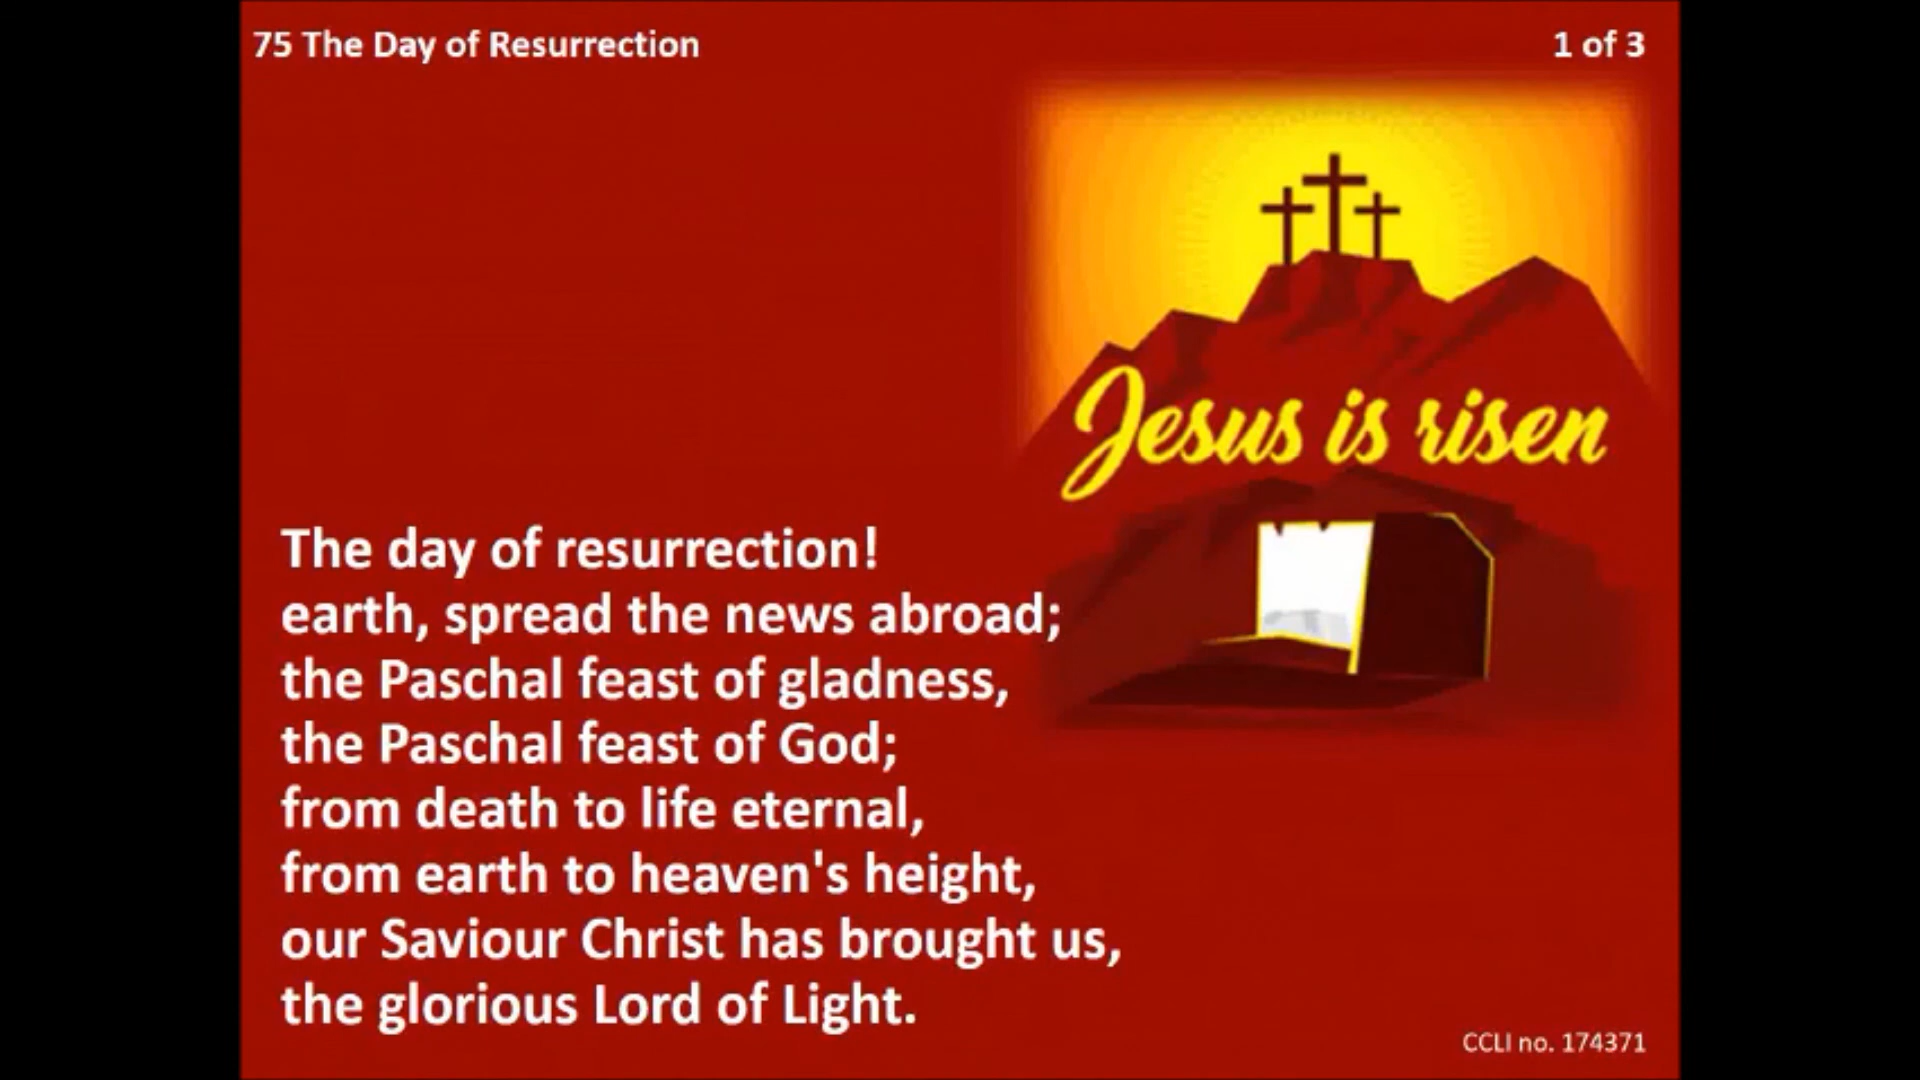 75 The Day of Resurrection
1 of 3
Jesus is risen
The day of resurrection!
earth, spread the news abroad;
the Paschal feast of gladness,
the Paschal feast of God;
from death to life eternal,
from earth to heaven's height,
our Saviour Christ has brought us,
the glorious Lord of Light.
CCLI no. 174371